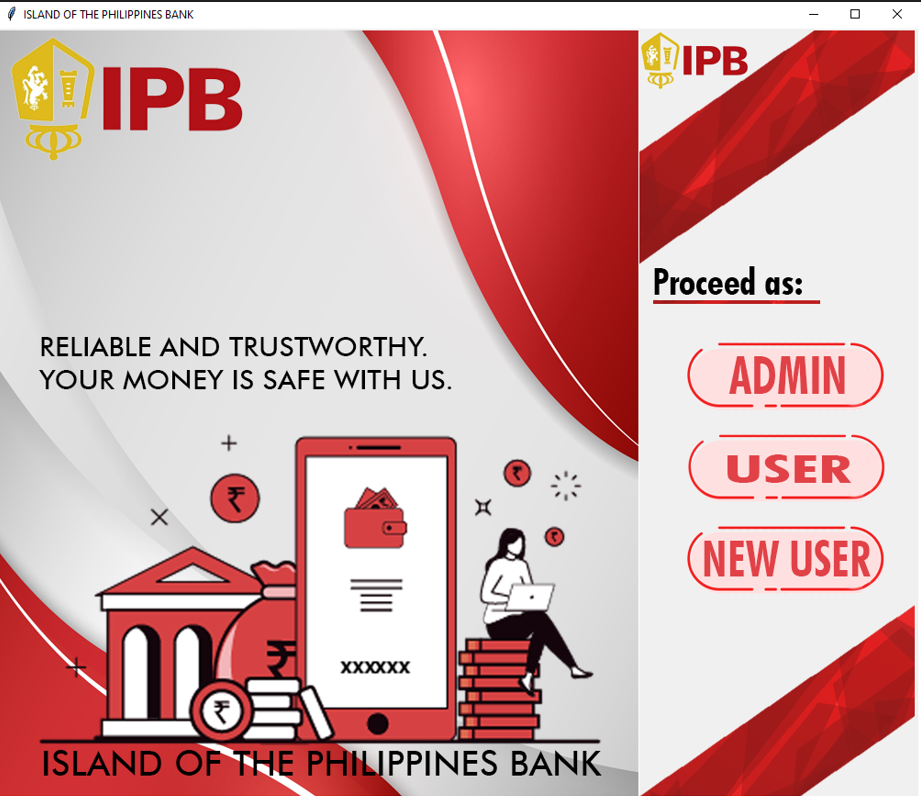 ISLAND OF THE PHILIPPINES BANK
IPB
RELIABLE AND TRUSTWORTHY.
YOUR MONEY IS SAFE WITH US.
₹
₹
₹
₹
₹
xxxxxx
ISLAND OF THE PHILIPPINES BANK
IPB
Proceed as:
ADMIN
USER
NEW USER